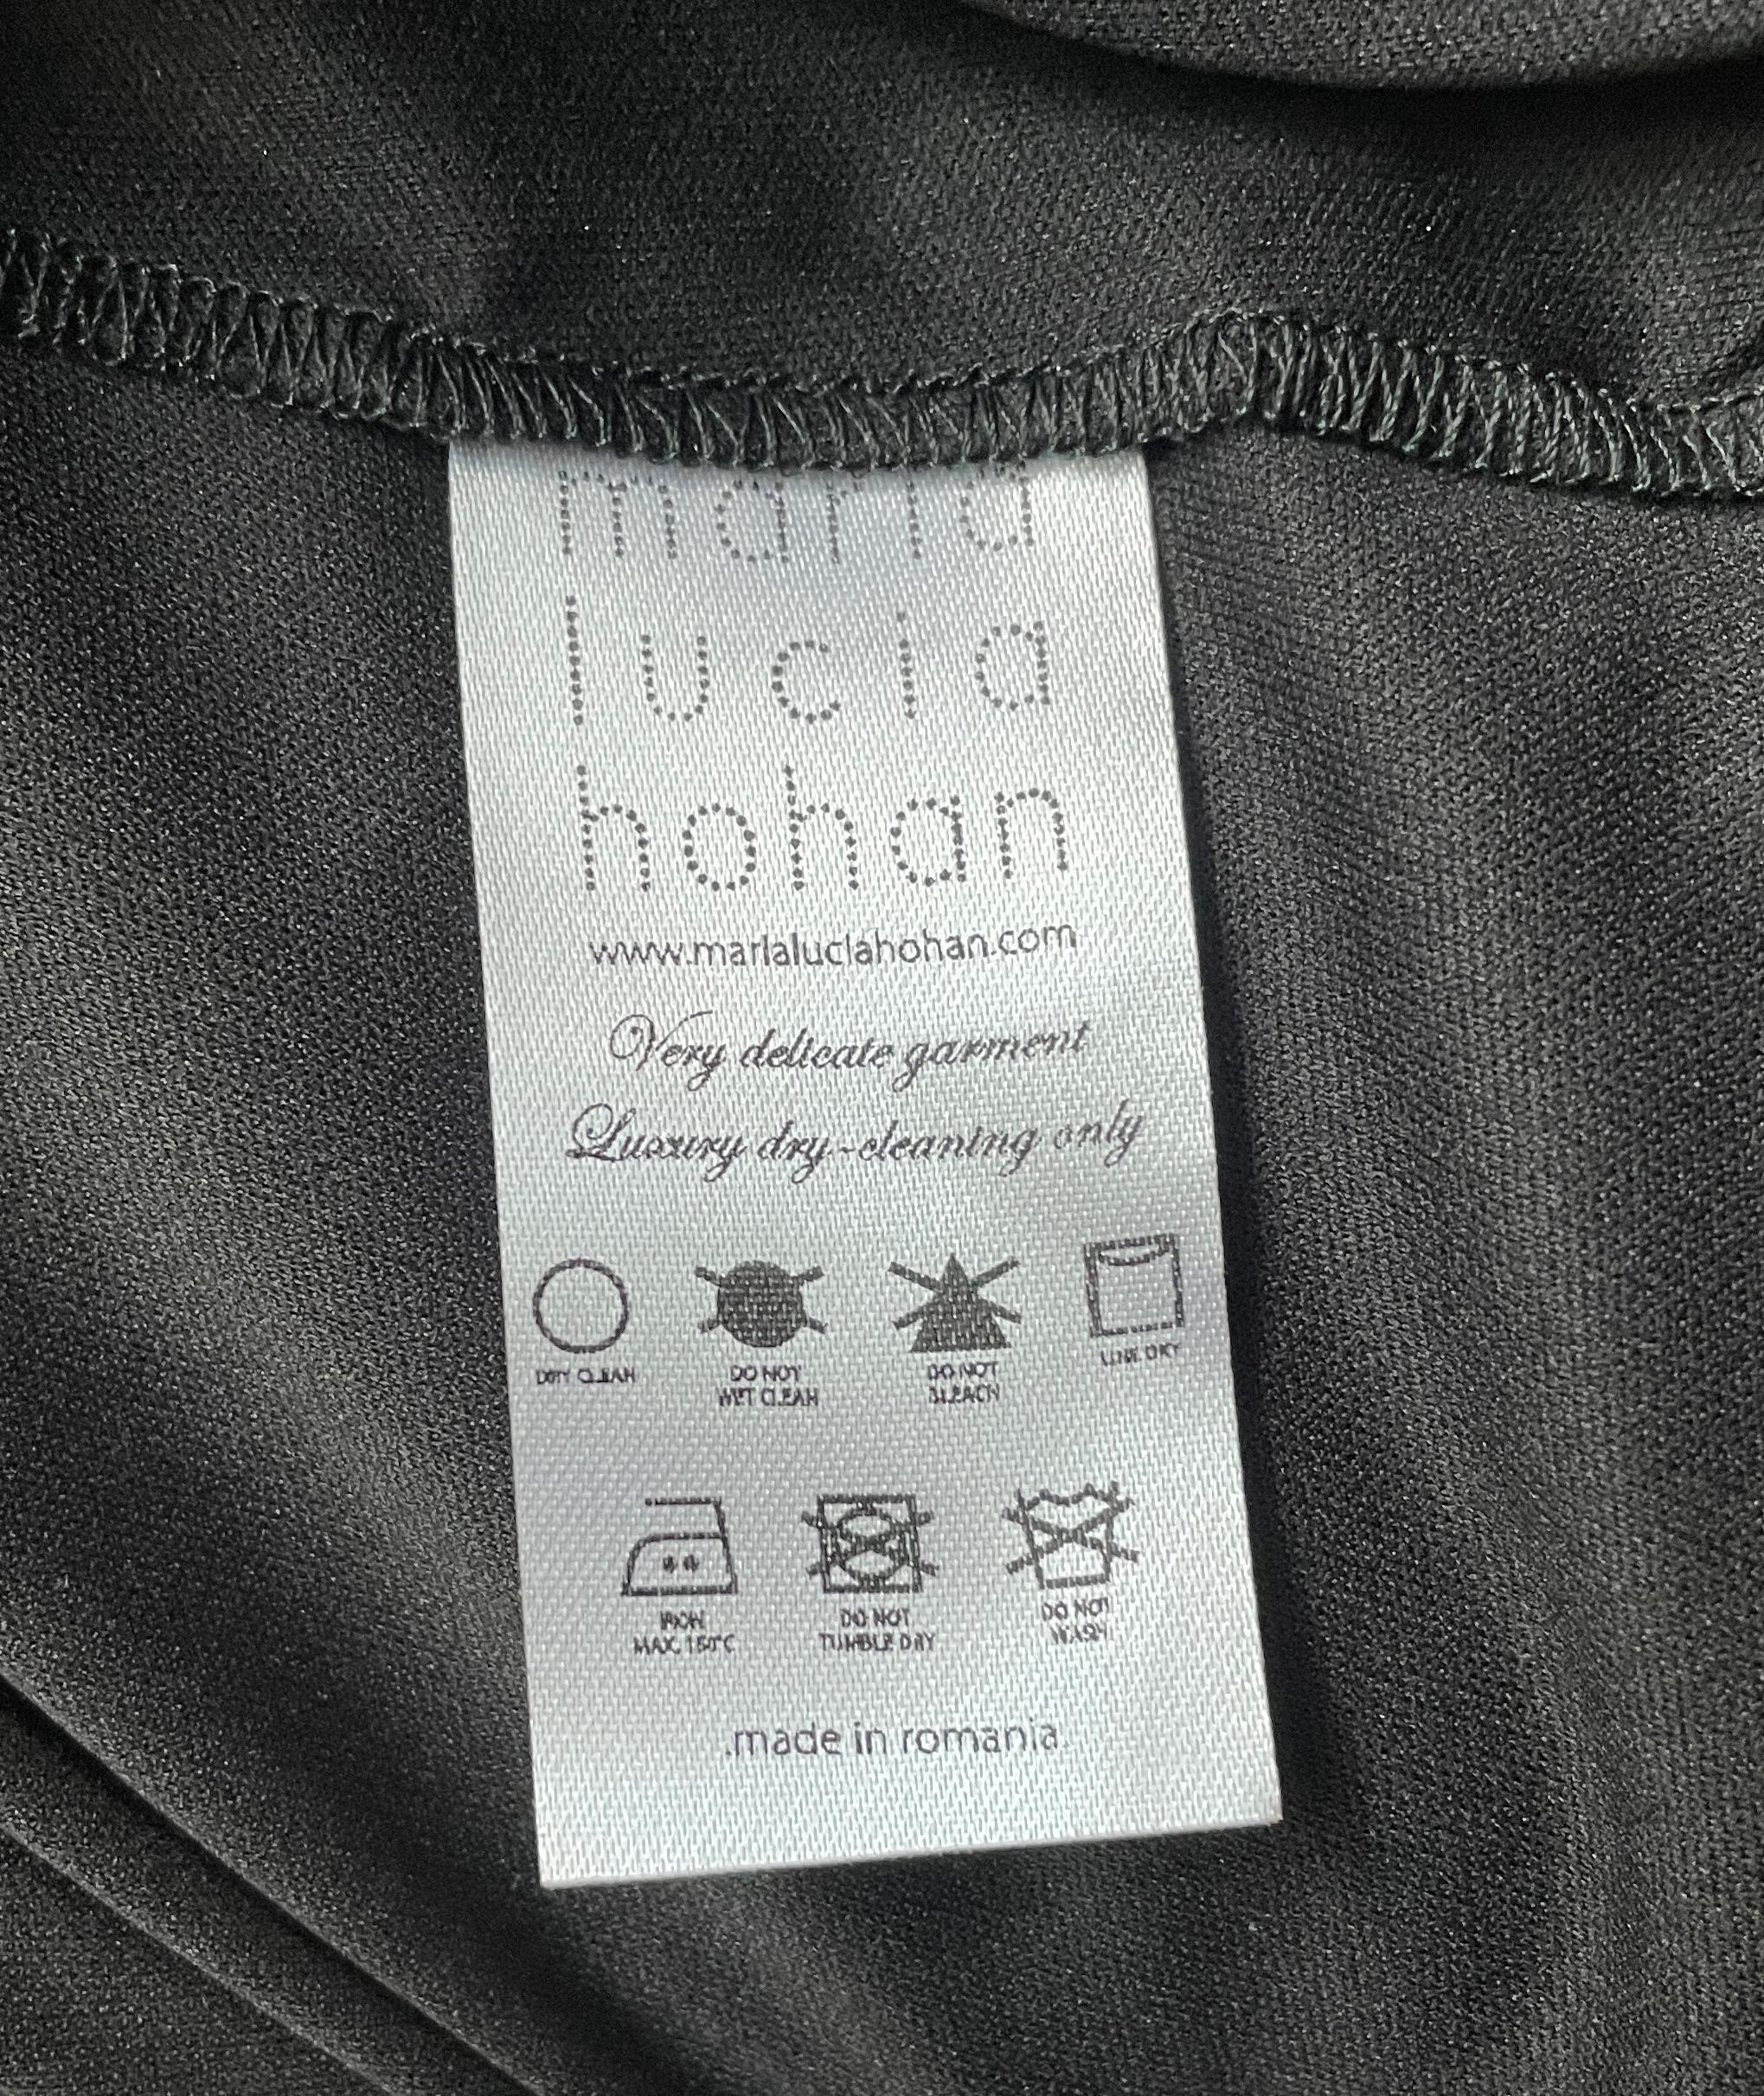 maria
lucia
hohan
www.marialuciahohan.com
Very delicate garment
Luxury dry-cleaning only
DRY CLEAN
DO NOT
WET CLEAN
DO NOT
BLEACH
LINE DRY
IRON
MAX. 150°C
DO NOT
TUMBLE DRY
DO NOT
WASH
.made in romania.